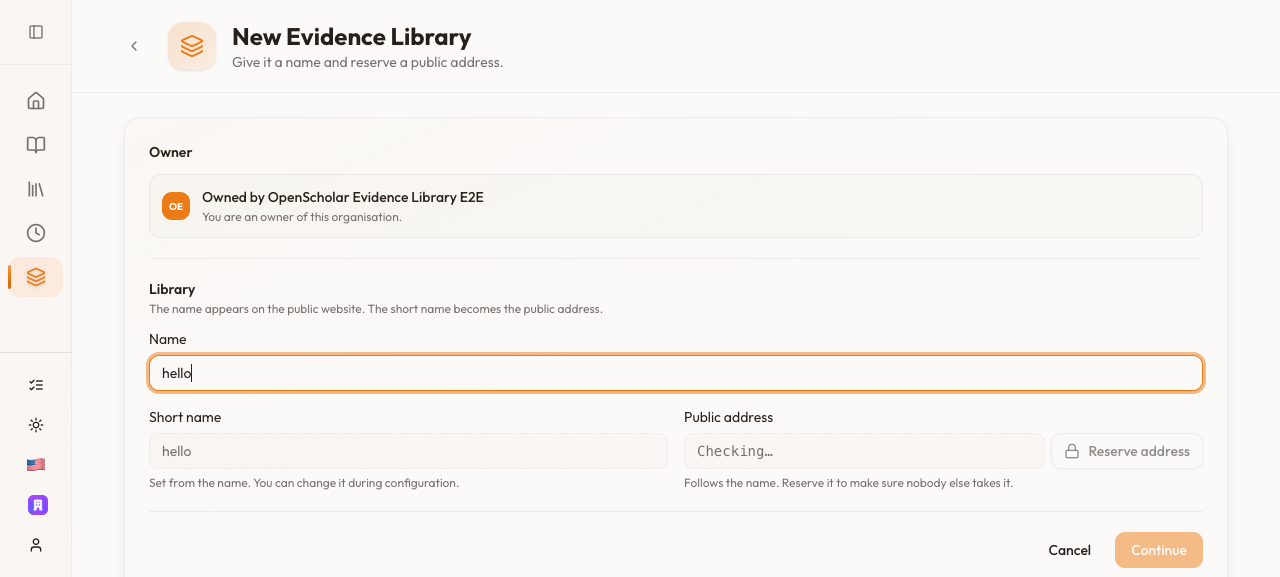 New Evidence Library
Give it a name and reserve a public address.
Owner
OE
Owned by OpenScholar Evidence Library E2E
You are an owner of this organisation.
Library
The name appears on the public website. The short name becomes the public address.
Name
hello
Short name
Public address
hello
Checking…
Reserve address
Set from the name. You can change it during configuration.
Follows the name. Reserve it to make sure nobody else takes it.
Cancel
Continue